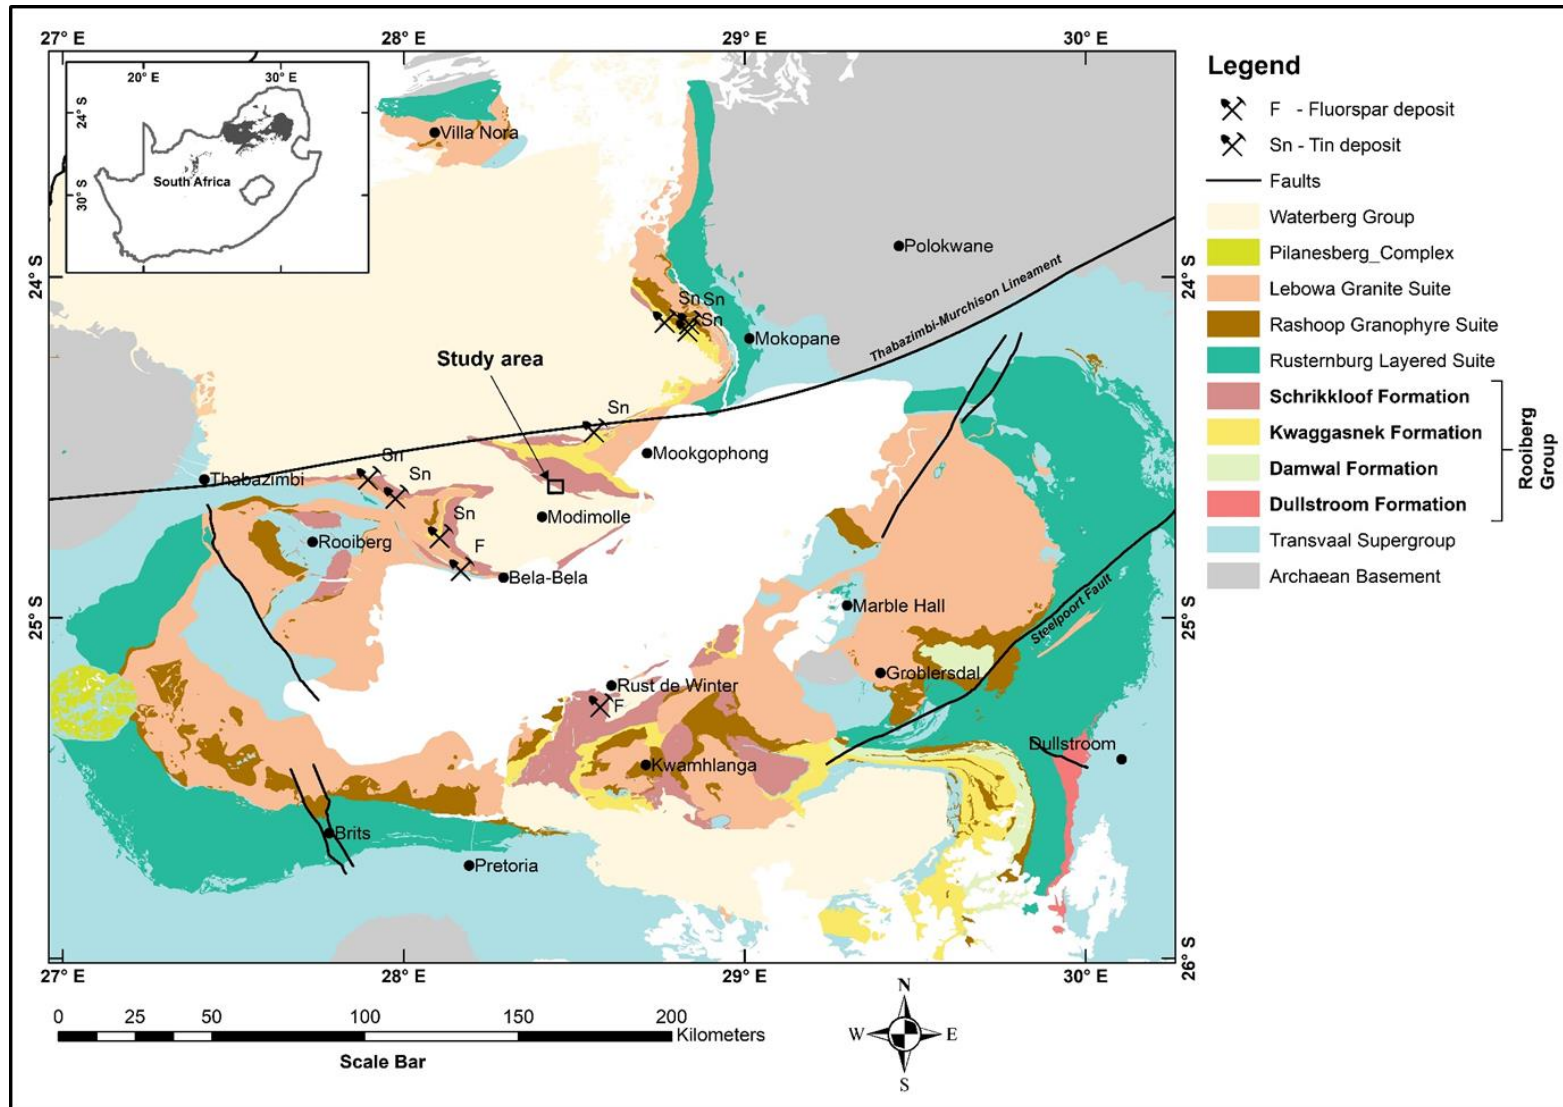 27° E 28° E 29° E 30° E
20° E 30° E
24° S
30° S
South Africa
Villa Nora
Polokwane
24° S
24° S
Thabazimbi-Murchison Lineament
Sn Sn
Sn
Mokopane
Study area
Sn
Mookgophong
Sn
Sn
Thabazimbi
Modimolle
Sn
Rooiberg
F
Bela-Bela
Marble Hall
25° S
25° S
Steelpoort Fault
Groblersdal
Rust de Winter
F
Dullstroom
Kwamhlanga
Brits
Pretoria
26° S
26° S
27° E 28° E 29° E 30° E
0 25 50 100 150 200
Kilometers
Scale Bar
N
W E
S
Legend
F - Fluorspar deposit
Sn - Tin deposit
Faults
Waterberg Group
Pilanesberg_Complex
Lebowa Granite Suite
Rashoop Granophyre Suite
Rusternburg Layered Suite
Schrikkloof Formation
Kwaggasnek Formation
Damwal Formation
Dullstroom Formation
Rooiberg
Group
Transvaal Supergroup
Archaean Basement